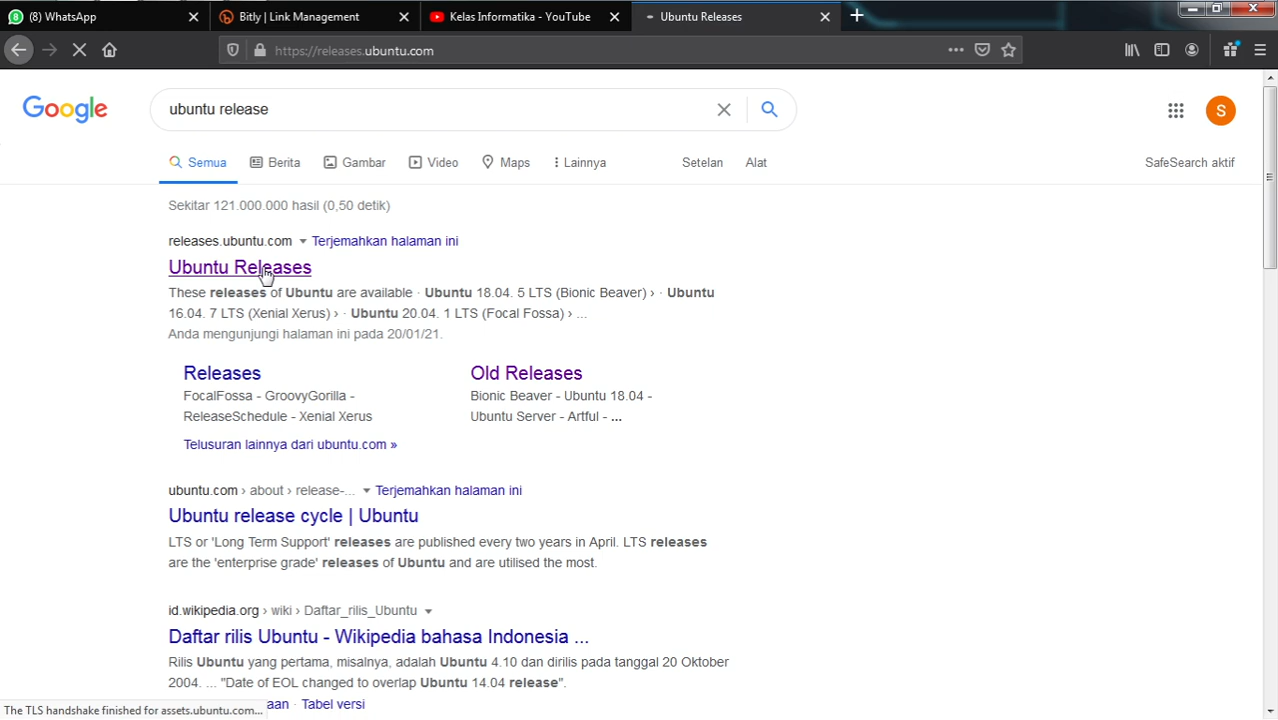 (8) WhatsApp
Bitly | Link Management
Kelas Informatika - YouTube
Ubuntu Releases
https://releases.ubuntu.com
Google
ubuntu release
S
Semua
Berita
Gambar
Video
Maps
Lainnya
Setelan
Alat
SafeSearch aktif
Sekitar 121.000.000 hasil (0,50 detik)
releases.ubuntu.com Terjemahkan halaman ini
Ubuntu Releases
These releases of Ubuntu are available · Ubuntu 18.04. 5 LTS (Bionic Beaver) › · Ubuntu
16.04. 7 LTS (Xenial Xerus) › · Ubuntu 20.04. 1 LTS (Focal Fossa) › ...
Anda mengunjungi halaman ini pada 20/01/21.
Releases
FocalFossa - GroovyGorilla -
ReleaseSchedule - Xenial Xerus
Old Releases
Bionic Beaver - Ubuntu 18.04 -
Ubuntu Server - Artful - ...
Telusuran lainnya dari ubuntu.com »
ubuntu.com › about › release-... Terjemahkan halaman ini
Ubuntu release cycle | Ubuntu
LTS or 'Long Term Support' releases are published every two years in April. LTS releases
are the 'enterprise grade' releases of Ubuntu and are utilised the most.
id.wikipedia.org › wiki › Daftar_rilis_Ubuntu
Daftar rilis Ubuntu - Wikipedia bahasa Indonesia ...
Rilis Ubuntu yang pertama, misalnya, adalah Ubuntu 4.10 dan dirilis pada tanggal 20 Oktober
2004. ... "Date of EOL changed to overlap Ubuntu 14.04 release".
Tabel versi
The TLS handshake finished for assets.ubuntu.com...